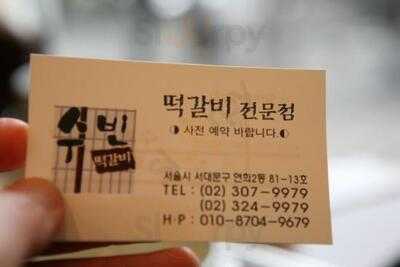 수빈
떡갈비
떡갈비 전문점
◗ 사전 예약 바랍니다.◖
서울시 서대문구 연희2동 81-13호
TEL : (02) 307-9979
(02) 324-9979
H·P : 010-8704-9679